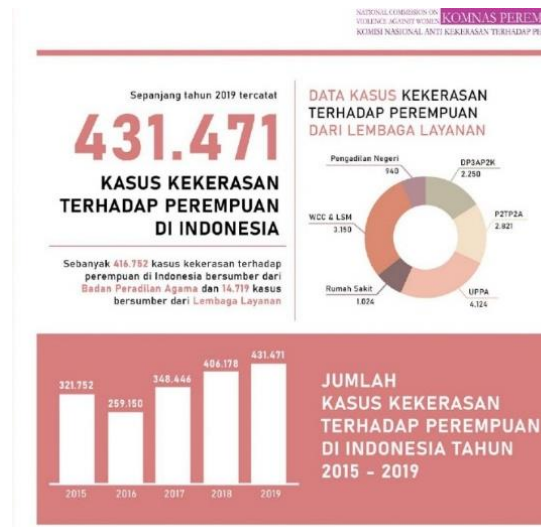 NATIONAL COMMISSION ON
VIOLENCE AGAINST WOMEN
KOMNAS PEREM
KOMISI NASIONAL ANTI KEKERASAN TERHADAP PE
Sepanjang tahun 2019 tercatat
431.471
KASUS KEKERASAN
TERHADAP PEREMPUAN
DI INDONESIA
Sebanyak 416.752 kasus kekerasan terhadap
perempuan di Indonesia bersumber dari
Badan Peradilan Agama dan 14.719 kasus
bersumber dari Lembaga Layanan
DATA KASUS KEKERASAN
TERHADAP PEREMPUAN
DARI LEMBAGA LAYANAN
Pengadilan Negeri
940
DP3AP2K
2.250
WCC & LSM
3.150
P2TP2A
2.821
Rumah Sakit
1.024
UPPA
4.124
321.752
259.150
348.446
406.178
431.471
2015
2016
2017
2018
2019
JUMLAH
KASUS KEKERASAN
TERHADAP PEREMPUAN
DI INDONESIA TAHUN
2015 - 2019